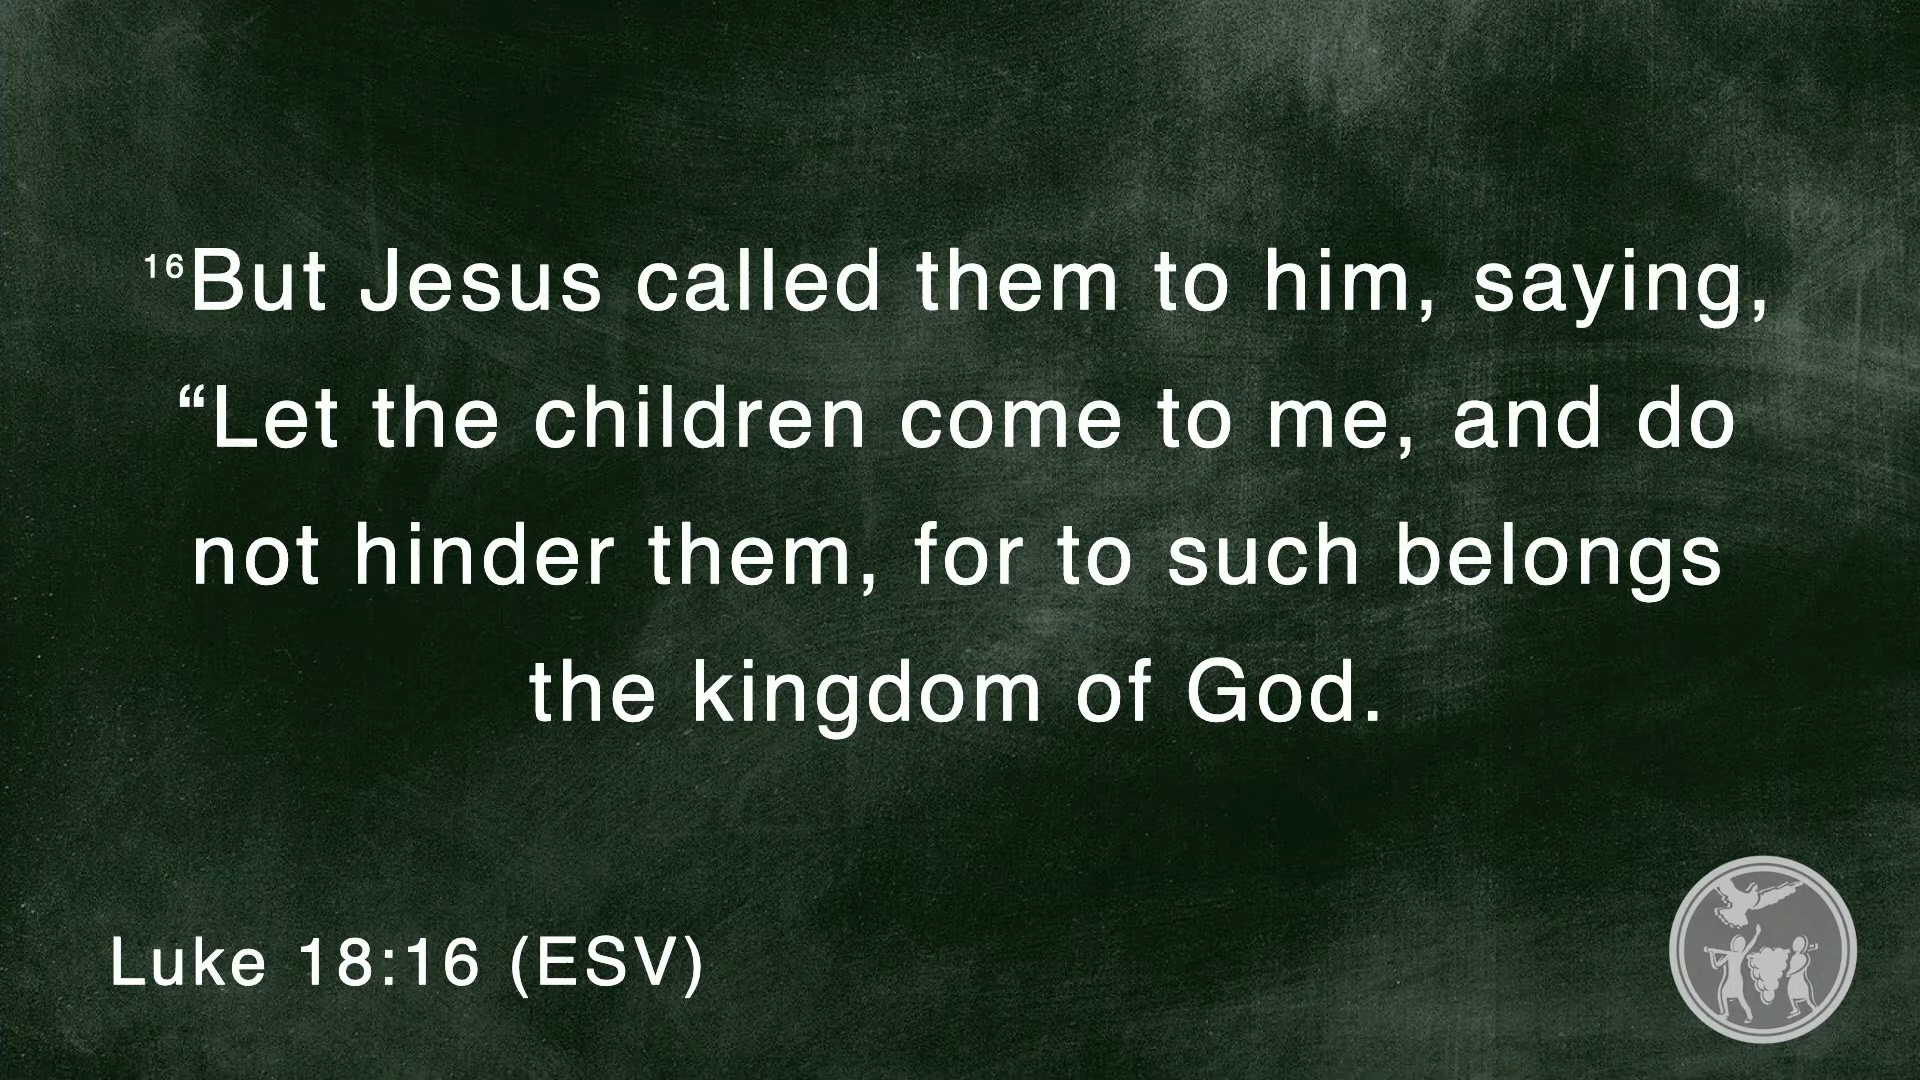 ¹⁶But Jesus called them to him, saying,
“Let the children come to me, and do
not hinder them, for to such belongs
the kingdom of God.
Luke 18:16 (ESV)